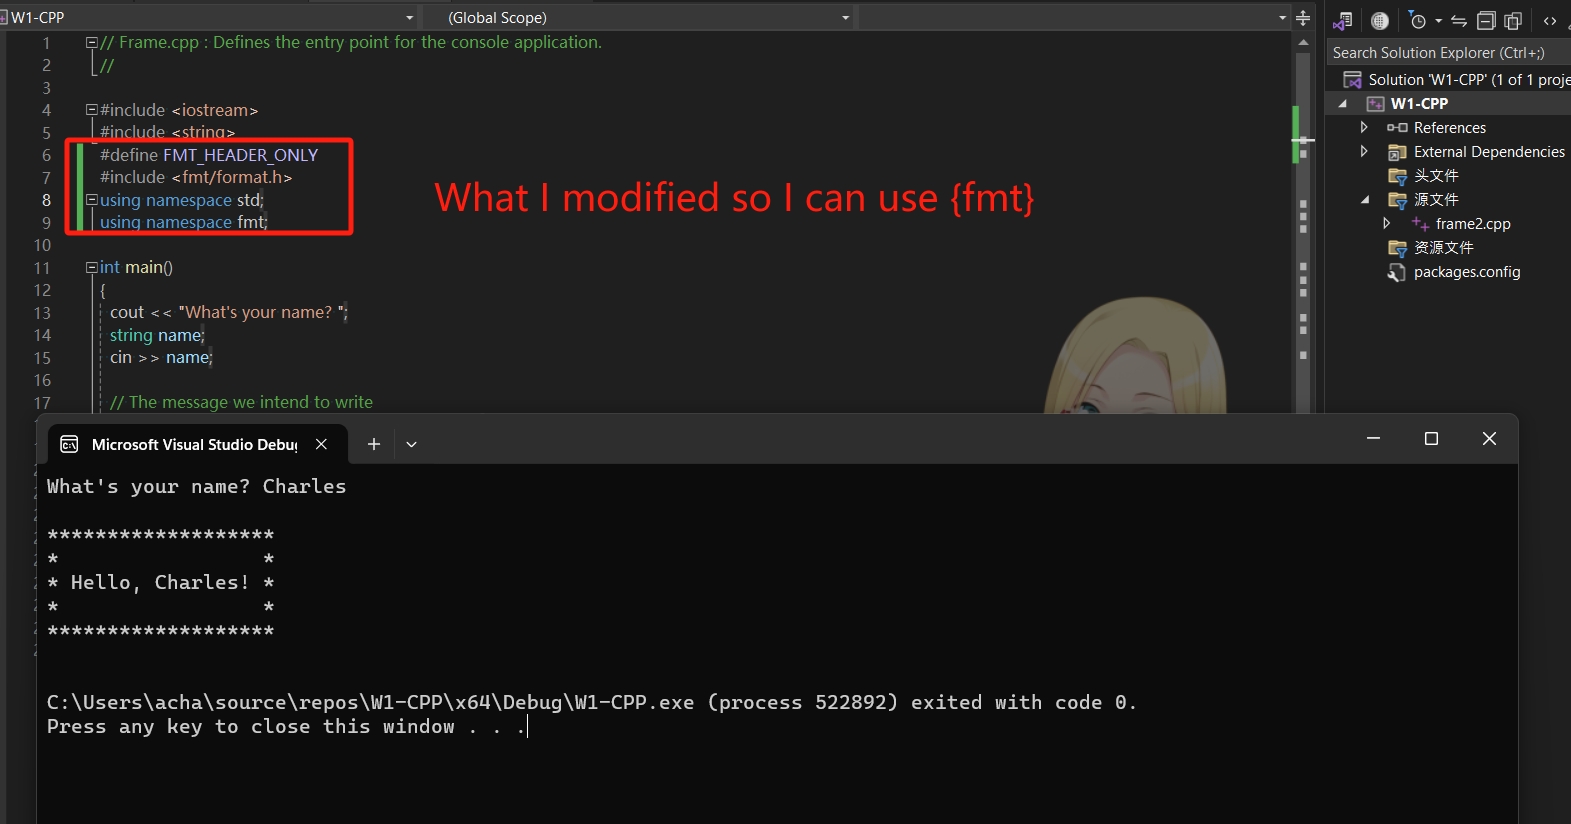 W1-CPP
(Global Scope)
1 // Frame.cpp : Defines the entry point for the console application.
2 //
3
4 #include <iostream>
5 #include <string>
6 #define FMT_HEADER_ONLY
7 #include <fmt/format.h>
8 using namespace std;
9 using namespace fmt;
10
11 int main()
12 {
13 cout << "What's your name? ";
14 string name;
15 cin >> name;
16
17 // The message we intend to write
What I modified so I can use {fmt}
Search Solution Explorer (Ctrl+;)
Solution 'W1-CPP' (1 of 1 proje
W1-CPP
References
External Dependencies
头文件
源文件
frame2.cpp
资源文件
packages.config
Microsoft Visual Studio Debug
What's your name? Charles
*******************
*                 *
* Hello, Charles! *
*                 *
*******************
C:\Users\acha\source\repos\W1-CPP\x64\Debug\W1-CPP.exe (process 522892) exited with code 0.
Press any key to close this window . . .